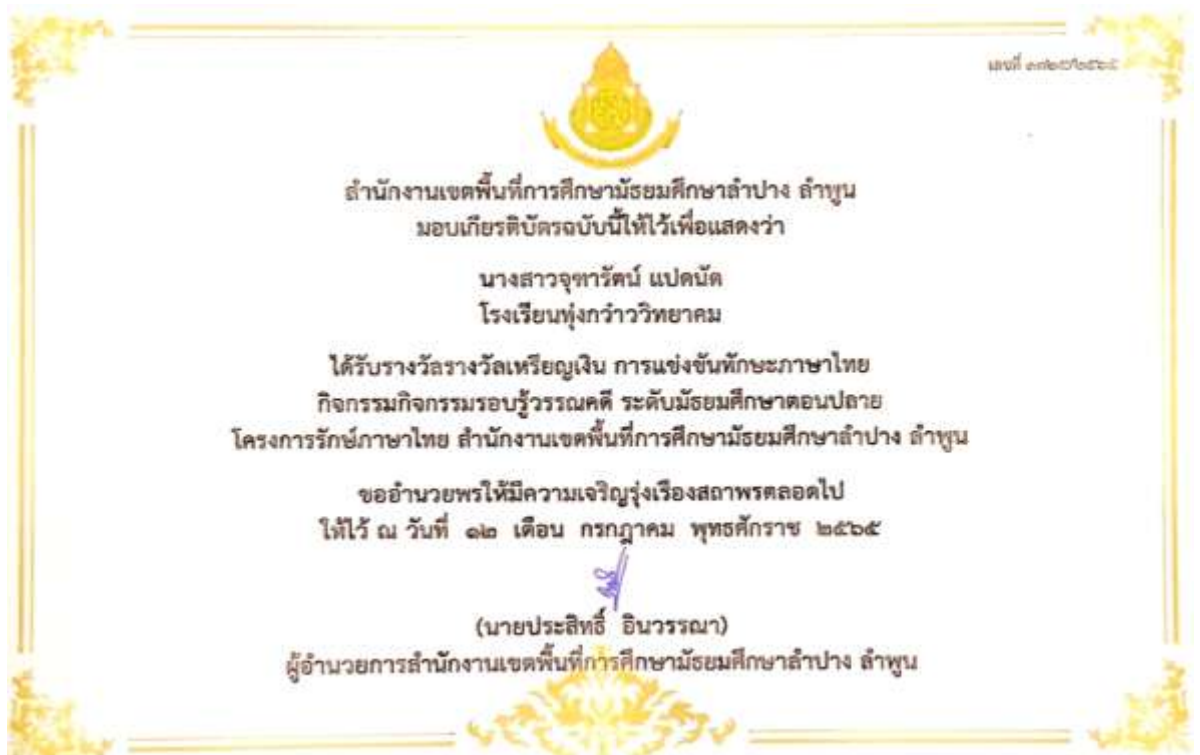 เลขที่
สำนักงานเขตพื้นที่การศึกษามัธยมศึกษาลำปาง ลำพูน
มอบเกียรติบัตรฉบับนี้ให้ไว้เพื่อแสดงว่า
นางสาวจุฑารัตน์ แปดนัด
โรงเรียนทุ่งกว๋าววิทยาคม
ได้รับรางวัลรางวัลเหรียญเงิน การแข่งขันทักษะภาษาไทย
กิจกรรมกิจกรรมรอบรู้วรรณคดี ระดับมัธยมศึกษาตอนปลาย
โครงการรักษ์ภาษาไทย สำนักงานเขตพื้นที่การศึกษามัธยมศึกษาลำปาง ลำพูน
ขออำนวยพรให้มีความเจริญรุ่งเรืองสถาพรตลอดไป
ให้ไว้ ณ วันที่ ๑๒ เดือน กรกฎาคม พุทธศักราช ๒๕๖๕
(นายประสิทธิ์ อินวรรณา)
ผู้อำนวยการสำนักงานเขตพื้นที่การศึกษามัธยมศึกษาลำปาง ลำพูน